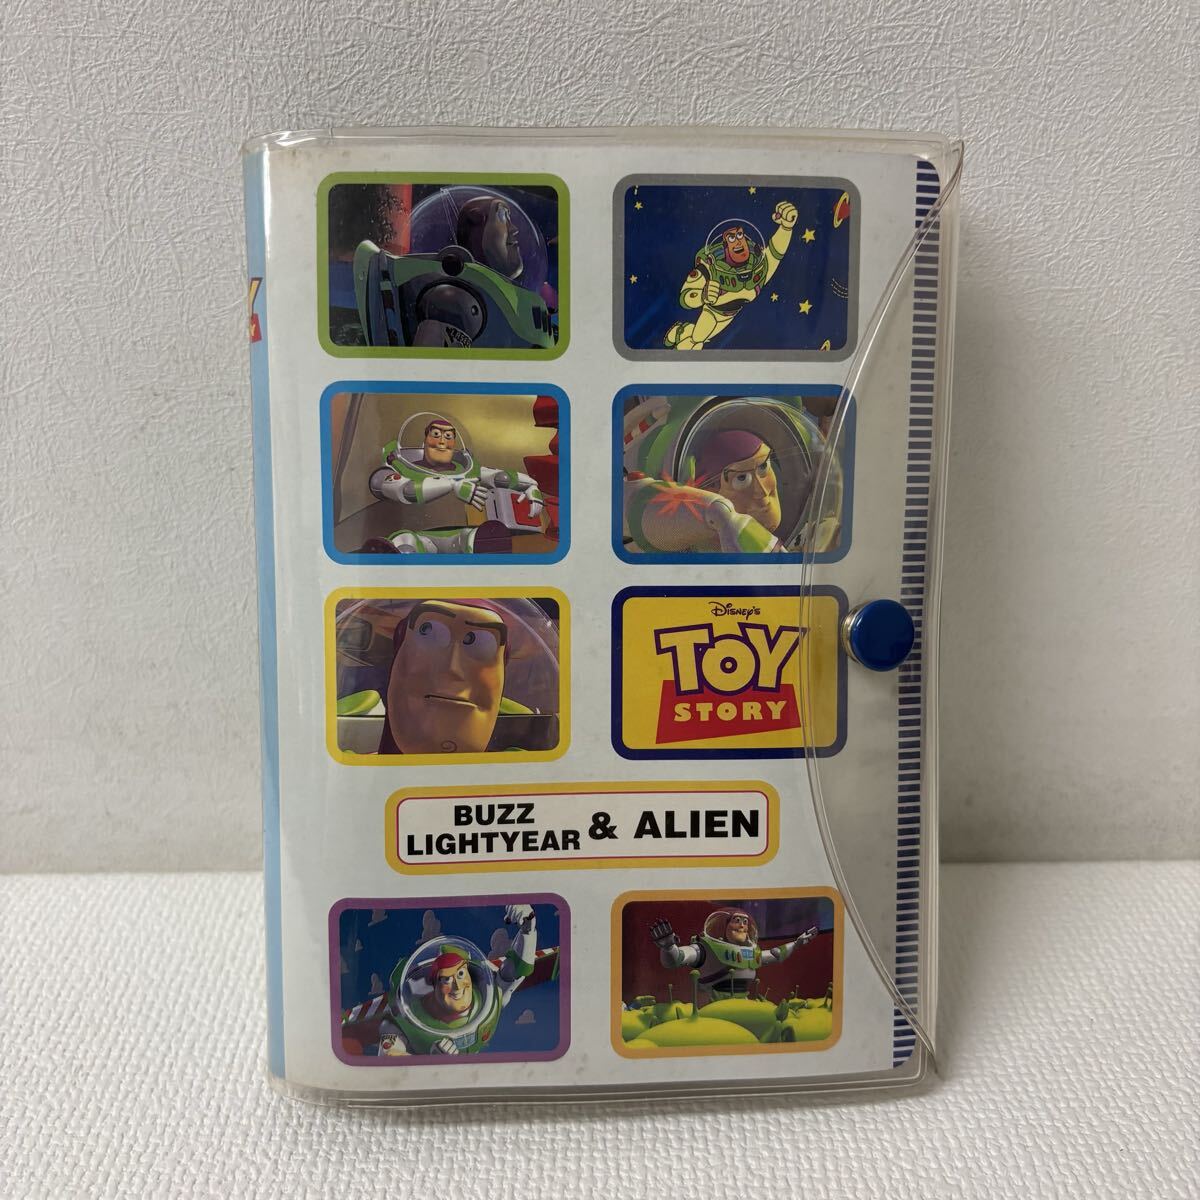 Disney's
TOY
STORY
BUZZ
LIGHTYEAR
& ALIEN
Y